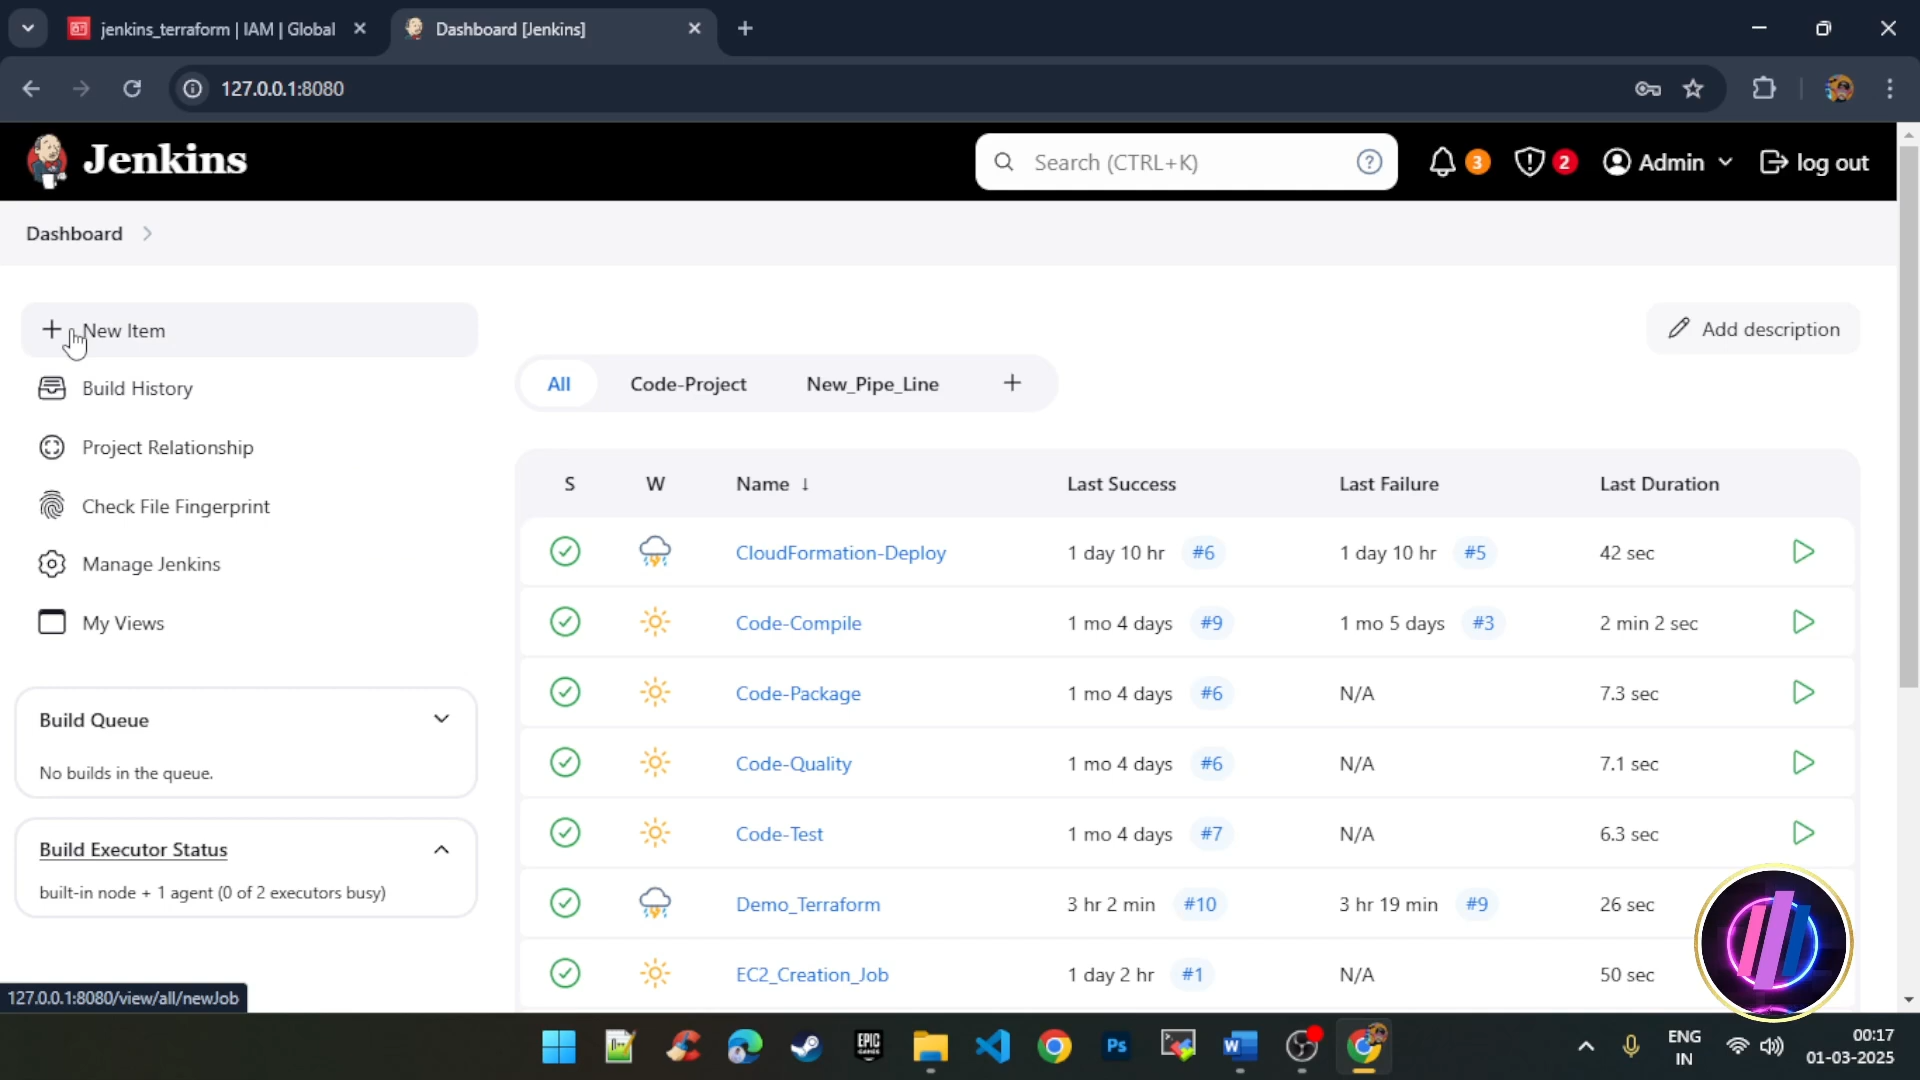 jenkins_terraform | IAM | Global
Dashboard [Jenkins]
127.0.0.1:8080
Jenkins
Search (CTRL+K)
3
2
Admin
log out
Dashboard
New Item
Build History
Project Relationship
Check File Fingerprint
Manage Jenkins
My Views
Build Queue
No builds in the queue.
Build Executor Status
built-in node + 1 agent (0 of 2 executors busy)
127.0.0.1:8080/view/all/newJob
Add description
All Code-Project New_Pipe_Line +
S W Name ↓ Last Success Last Failure Last Duration
CloudFormation-Deploy 1 day 10 hr #6 1 day 10 hr #5 42 sec
Code-Compile 1 mo 4 days #9 1 mo 5 days #3 2 min 2 sec
Code-Package 1 mo 4 days #6 N/A 7.3 sec
Code-Quality 1 mo 4 days #6 N/A 7.1 sec
Code-Test 1 mo 4 days #7 N/A 6.3 sec
Demo_Terraform 3 hr 2 min #10 3 hr 19 min #9 26 sec
EC2_Creation_Job 1 day 2 hr #1 N/A 50 sec
EPIC GAMES
Ps
W
ENG
IN
00:17
01-03-2025